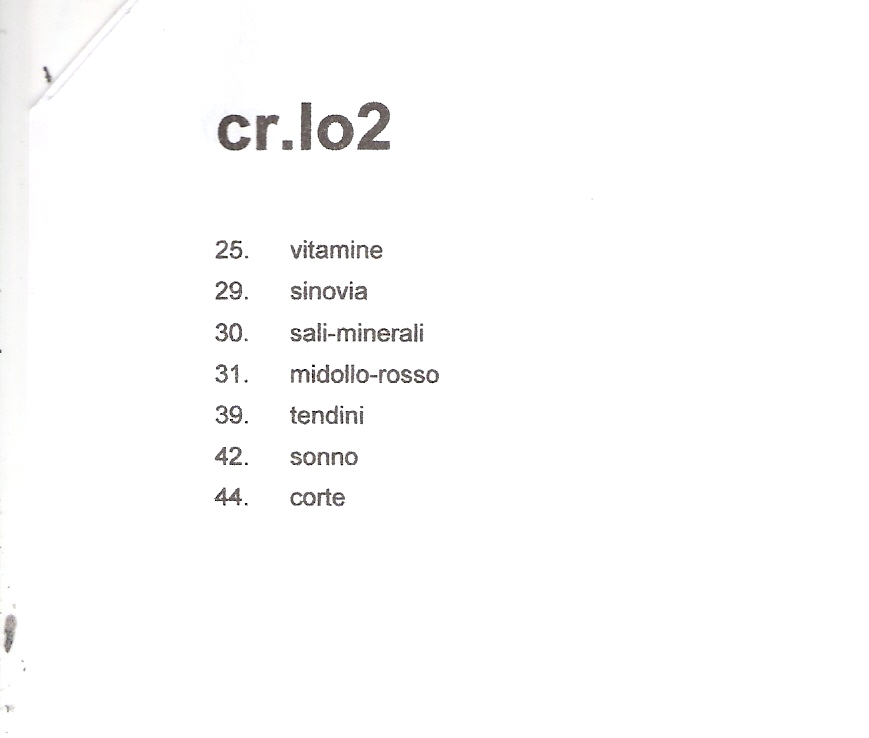 cr.lo2
25. vitamine
29. sinovia
30. sali-minerali
31. midollo-rosso
39. tendini
42. sonno
44. corte